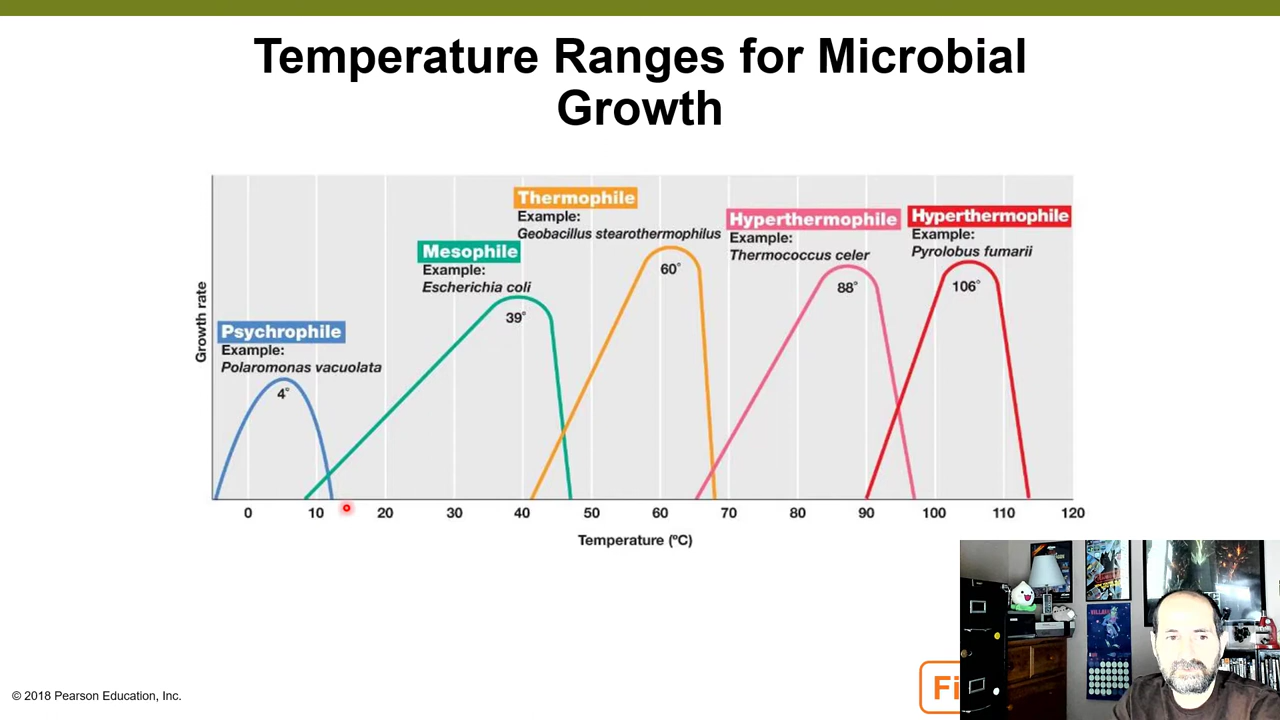 Temperature Ranges for Microbial
Growth
Thermophile
Example:
Geobacillus stearothermophilus
Hyperthermophile
Example:
Thermococcus celer
Hyperthermophile
Example:
Pyrolobus fumarii
Mesophile
Example:
Escherichia coli
Psychrophile
Example:
Polaromonas vacuolata
Growth rate
4°
39°
60°
88°
106°
0 10 20 30 40 50 60 70 80 90 100 110 120
Temperature (ºC)
© 2018 Pearson Education, Inc.
Fi